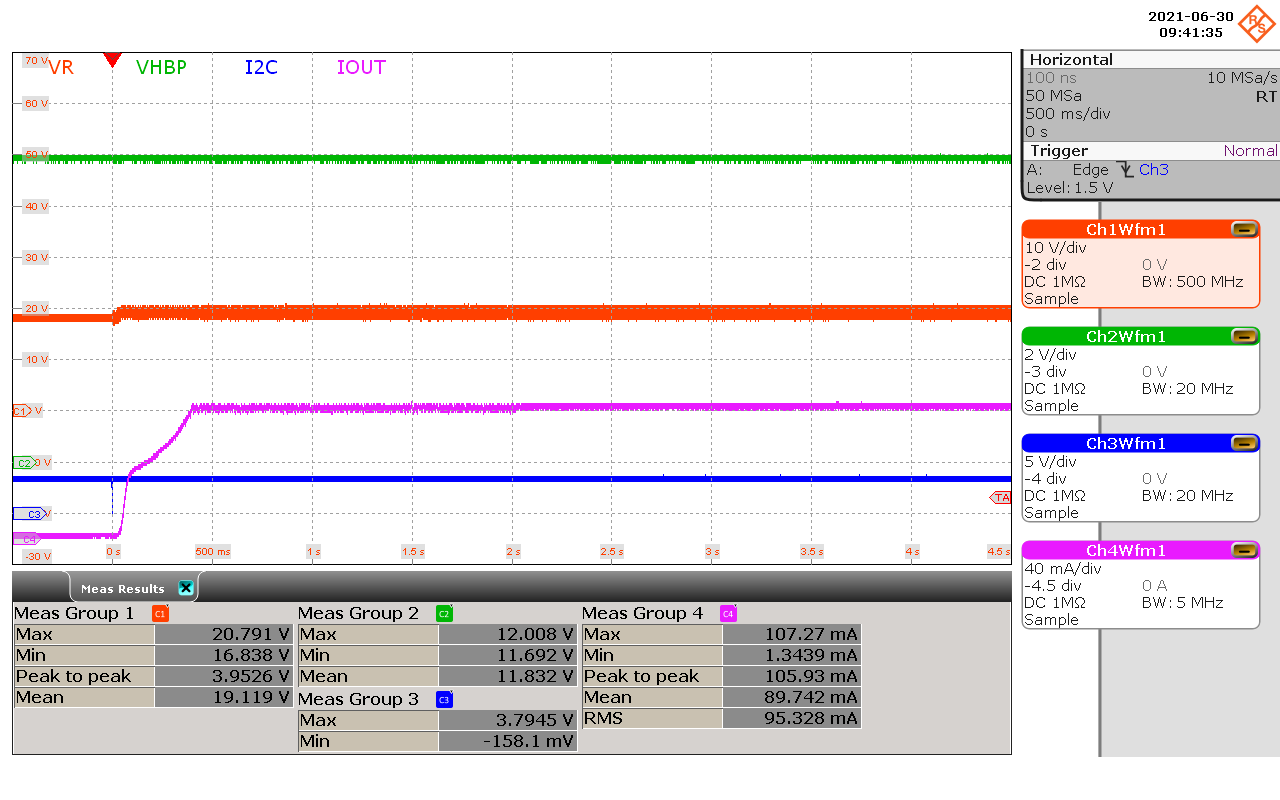 2021-06-30
09:41:35
R&S
70 V
VR
VHBP
I2C
IOUT
60 V
50 V
40 V
30 V
20 V
10 V
C1
V
C2
0 V
C3
V
TA
C4
-30 V
0 s
500 ms
1 s
1.5 s
2 s
2.5 s
3 s
3.5 s
4 s
4.5 s
Horizontal
100 ns 10 MSa/s
50 MSa RT
500 ms/div
0 s
Trigger Normal
A: Edge Ch3
Level: 1.5 V
Ch1Wfm1
10 V/div
-2 div 0 V
DC 1MΩ BW: 500 MHz
Sample
Ch2Wfm1
2 V/div
-3 div 0 V
DC 1MΩ BW: 20 MHz
Sample
Ch3Wfm1
5 V/div
-4 div 0 V
DC 1MΩ BW: 20 MHz
Sample
Ch4Wfm1
40 mA/div
-4.5 div 0 A
DC 1MΩ BW: 5 MHz
Sample
Meas Results
Meas Group 1 C1
Max 20.791 V
Min 16.838 V
Peak to peak 3.9526 V
Mean 19.119 V
Meas Group 2 C2
Max 12.008 V
Min 11.692 V
Mean 11.832 V
Meas Group 3 C3
Max 3.7945 V
Min -158.1 mV
Meas Group 4 C4
Max 107.27 mA
Min 1.3439 mA
Peak to peak 105.93 mA
Mean 89.742 mA
RMS 95.328 mA